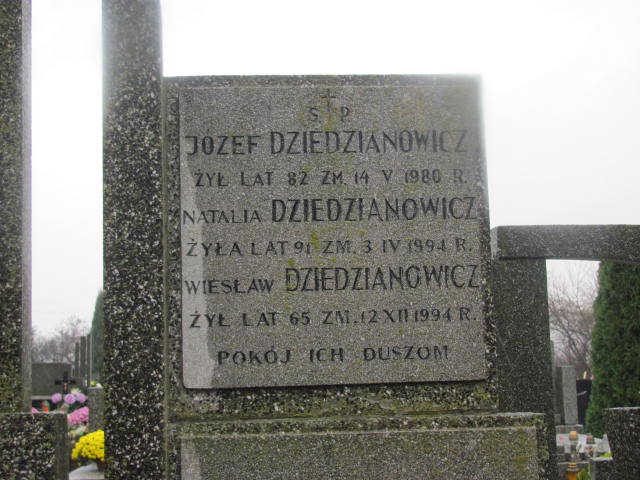 S P
JÓZEF DZIEDZIANOWICZ
ŻYŁ LAT 82 ZM. 14 V 1980 R.
NATALIA DZIEDZIANOWICZ
ŻYŁA LAT 91 ZM. 3 IV 1994 R.
WIESŁAW DZIEDZIANOWICZ
ŻYŁ LAT 65 ZM. 12 XII 1994 R.
POKÓJ ICH DUSZOM